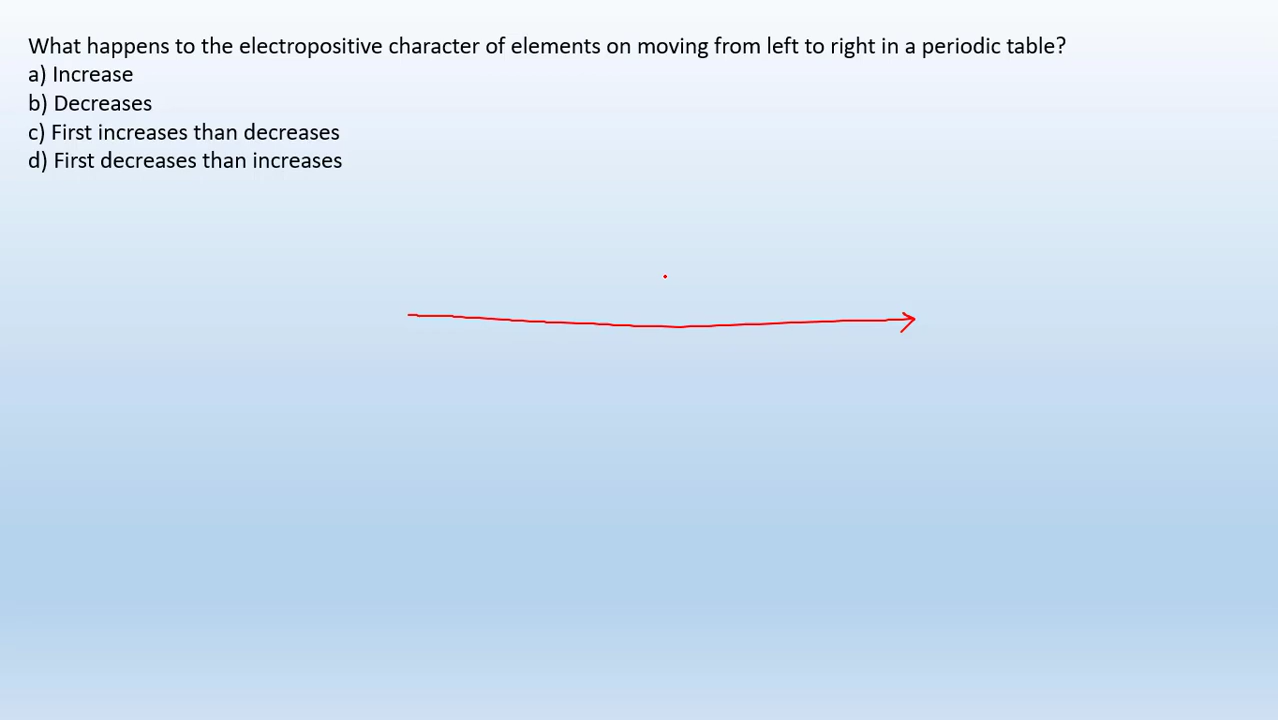 What happens to the electropositive character of elements on moving from left to right in a periodic table?
a) Increase
b) Decreases
c) First increases than decreases
d) First decreases than increases